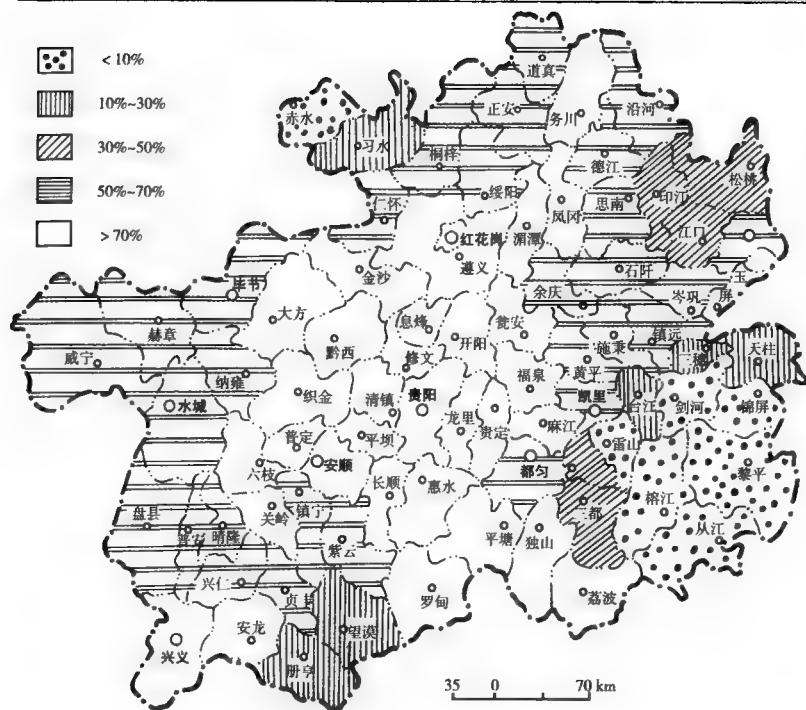 <10%
10%~30%
30%~50%
50%~70%
>70%
道真
正安
务川
沿河
赤水
习水
桐梓
德江
松桃
绥阳
凤冈
思南
印江
仁怀
红花岗
湄潭
江口
遵义
石阡
玉屏
毕节
金沙
余庆
岑巩
大方
息烽
瓮安
镇远
赫章
黔西
开阳
施秉
三穗
天柱
威宁
修文
黄平
纳雍
织金
清镇
贵阳
福泉
凯里
台江
剑河
锦屏
水城
龙里
贵定
麻江
普定
平坝
雷山
黎平
六枝
安顺
都匀
长顺
惠水
榕江
盘县
关岭
镇宁
三都
从江
普安
晴隆
紫云
平塘
独山
兴仁
贞丰
罗甸
荔波
兴义
安龙
望漠
册亨
35 0 70 km